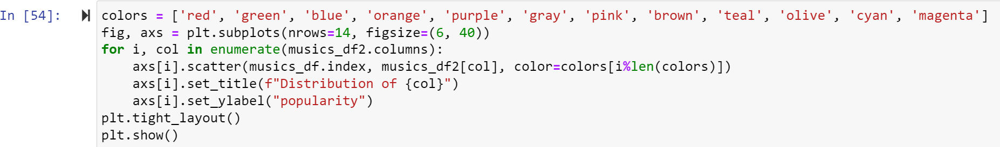 In [54]: colors = ['red', 'green', 'blue', 'orange', 'purple', 'gray', 'pink', 'brown', 'teal', 'olive', 'cyan', 'magenta']
fig, axs = plt.subplots(nrows=14, figsize=(6, 40))
for i, col in enumerate(musics_df2.columns):
    axs[i].scatter(musics_df.index, musics_df2[col], color=colors[i%len(colors)])
    axs[i].set_title(f"Distribution of {col}")
    axs[i].set_ylabel("popularity")
plt.tight_layout()
plt.show()